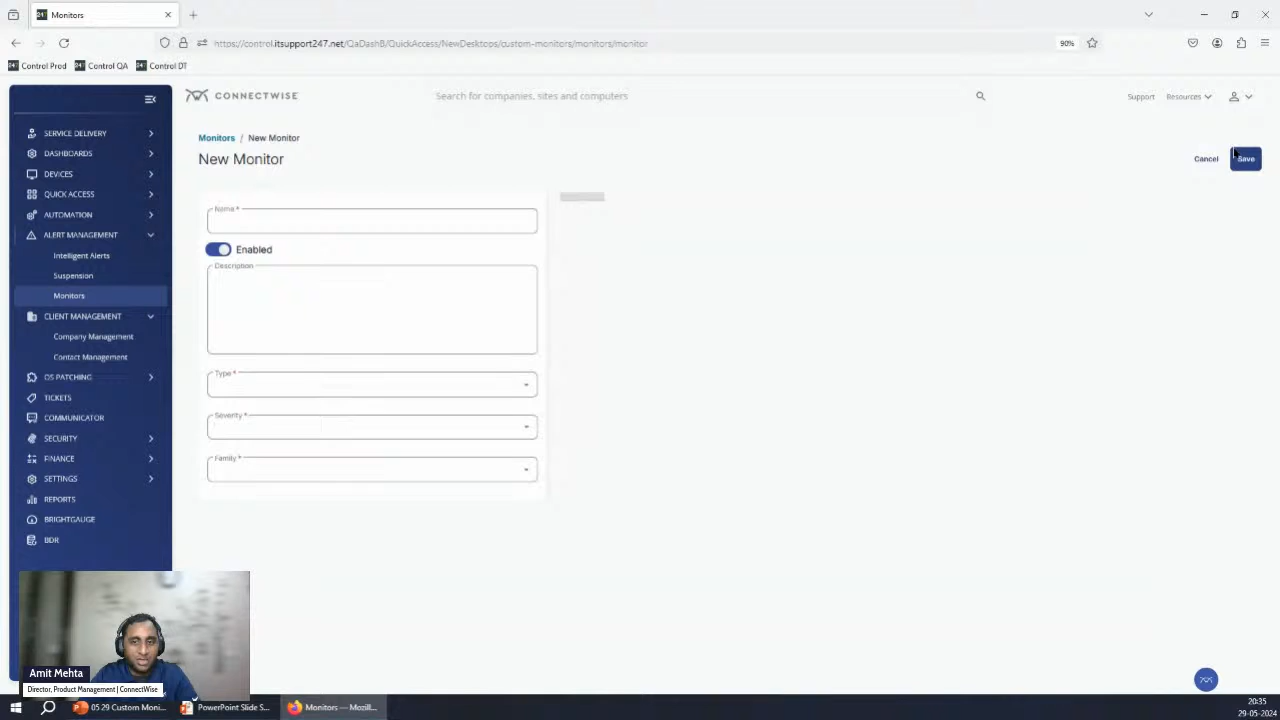 Monitors
https://control.itsupport247.net/QaDashB/QuickAccess/NewDesktops/custom-monitors/monitors/monitor
90%
Control Prod
Control QA
Control DT
CONNECTWISE
Search for companies, sites and computers
Support
Resources
SERVICE DELIVERY
DASHBOARDS
DEVICES
QUICK ACCESS
AUTOMATION
ALERT MANAGEMENT
Intelligent Alerts
Suspension
Monitors
CLIENT MANAGEMENT
Company Management
Contact Management
OS PATCHING
TICKETS
COMMUNICATOR
SECURITY
FINANCE
SETTINGS
REPORTS
BRIGHTGAUGE
BDR
Monitors / New Monitor
New Monitor
Cancel
Save
Name *
Enabled
Description
Type *
Severity *
Family *
Amit Mehta
Director, Product Management | ConnectWise
05 29 Custom Moni...
PowerPoint Slide S...
Monitors — Mozill...
20:35
29-05-2024